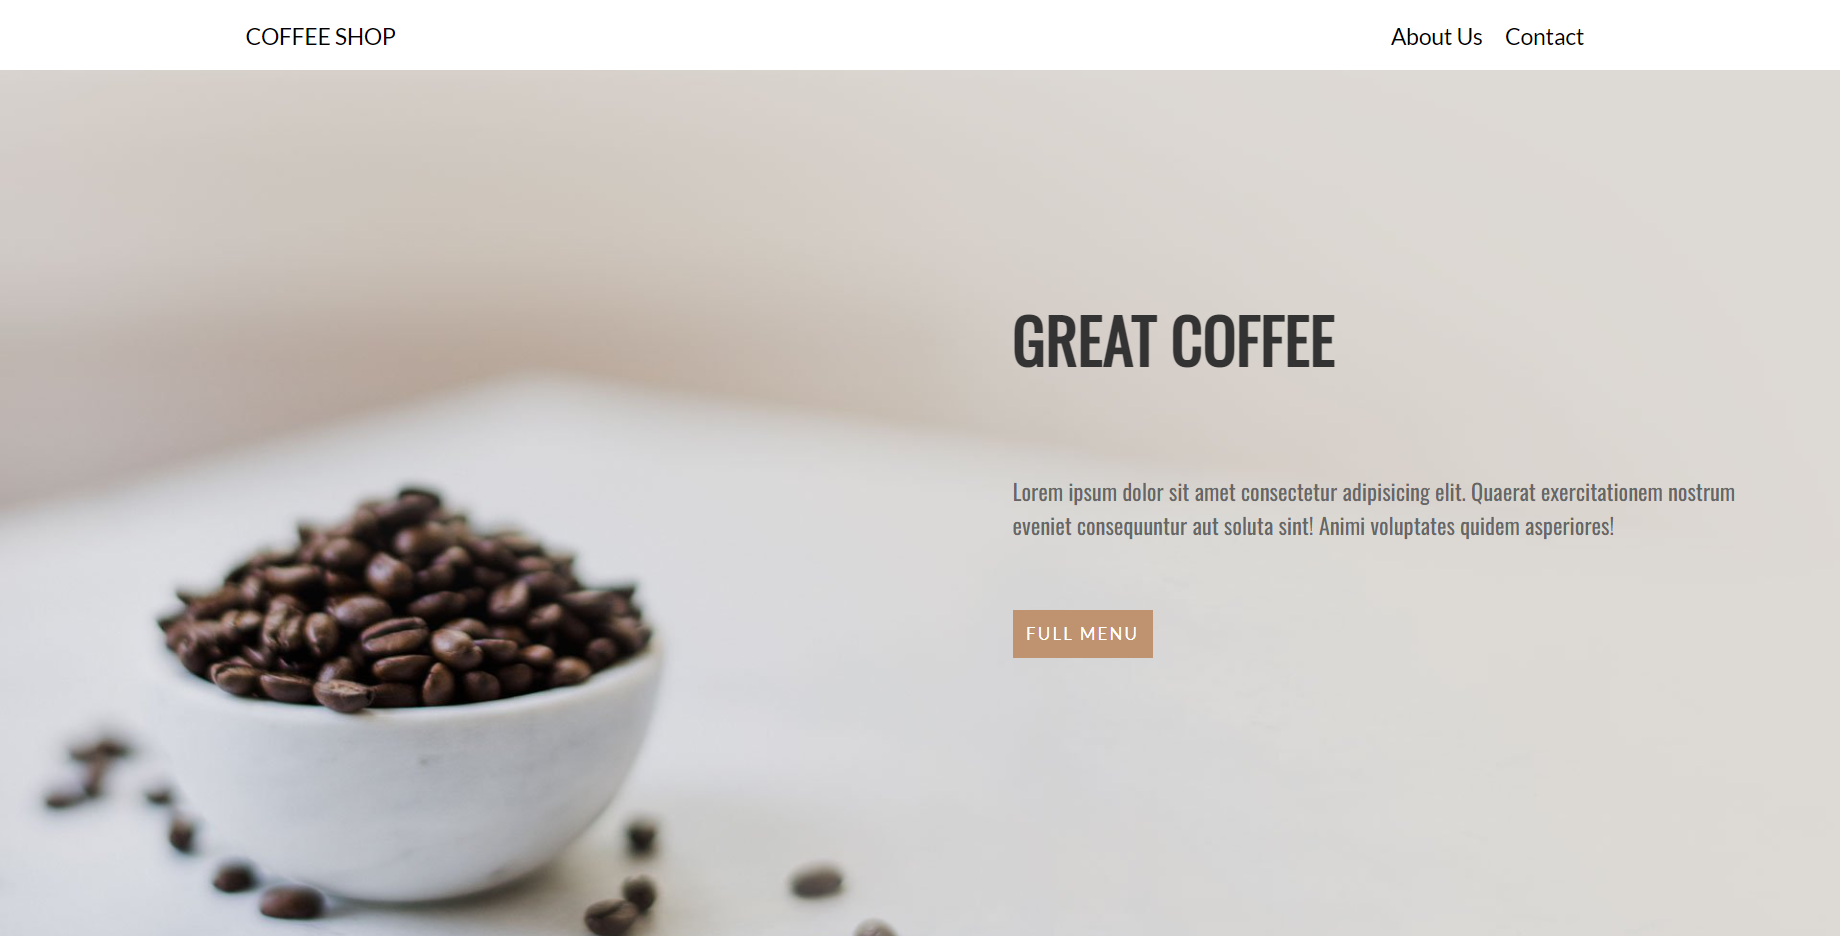 COFFEE SHOP
About Us
Contact
GREAT COFFEE
Lorem ipsum dolor sit amet consectetur adipisicing elit. Quaerat exercitationem nostrum
eveniet consequuntur aut soluta sint! Animi voluptates quidem asperiores!
FULL MENU